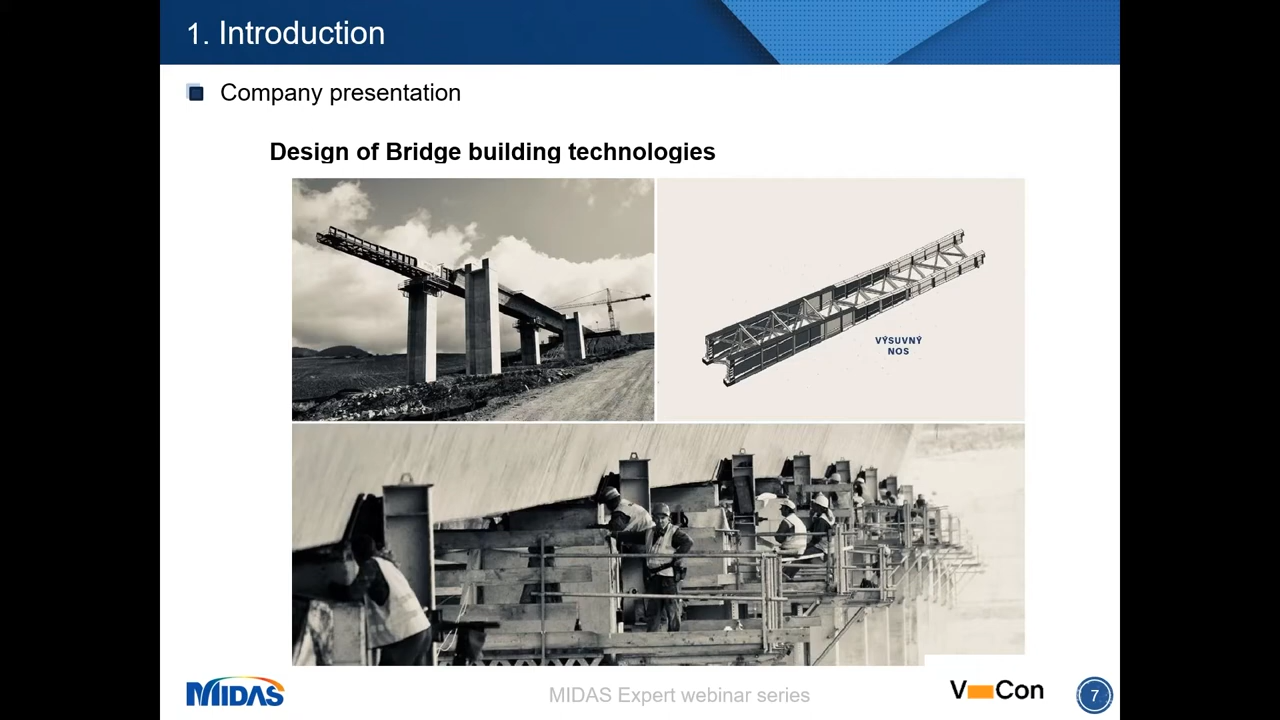 1. Introduction
Company presentation
Design of Bridge building technologies
VÝSUVNÝ
NOS
MIDAS
MIDAS Expert webinar series
V Con
7